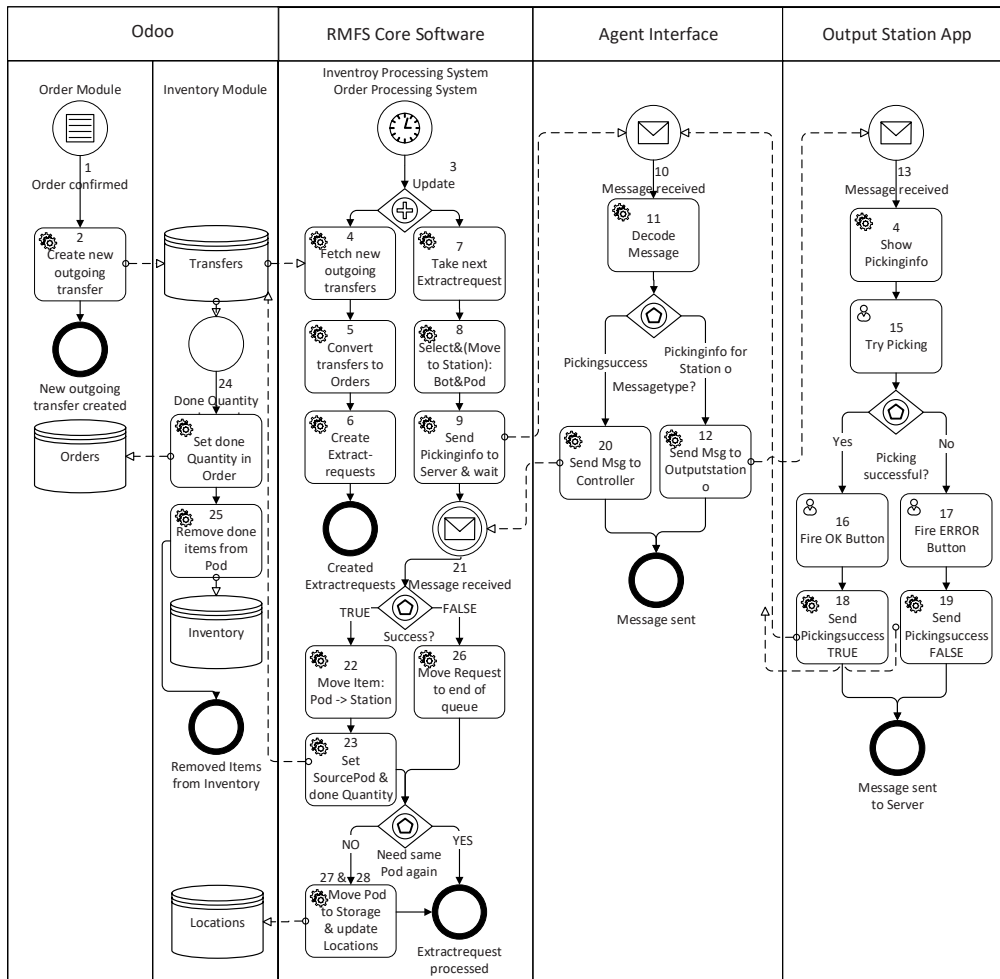 Odoo
RMFS Core Software
Agent Interface
Output Station App
Order Module
1
Order confirmed
2
Create new
outgoing
transfer
New outgoing
transfer created
Orders
Inventory Module
Transfers
24
Done Quantity
Set done
Quantity in
Order
25
Remove done
items from
Pod
Inventory
Removed Items
from Inventory
Locations
Inventroy Processing System
Order Processing System
3
Update
4
Fetch new
outgoing
transfers
5
Convert
transfers to
Orders
6
Create
Extract-
requests
Created
Extractrequests
7
Take next
Extractrequest
8
Select&(Move
to Station):
Bot&Pod
9
Send
Pickinginfo to
Server & wait
21
Message received
TRUE
FALSE
Success?
22
Move Item:
Pod -> Station
23
Set
SourcePod &
done Quantity
26
Move Request
to end of
queue
NO
YES
Need same
Pod again
27 & 28
Move Pod
to Storage
& update
Locations
Extractrequest
processed
10
Message received
11
Decode
Message
Pickingsuccess
Pickinginfo for
Station o
Messagetype?
20
Send Msg to
Controller
12
Send Msg to
Outputstation
o
Message sent
13
Message received
4
Show
Pickinginfo
15
Try Picking
Yes
No
Picking
successful?
16
Fire OK Button
17
Fire ERROR
Button
18
Send
Pickingsuccess
TRUE
19
Send
Pickingsuccess
FALSE
Message sent
to Server